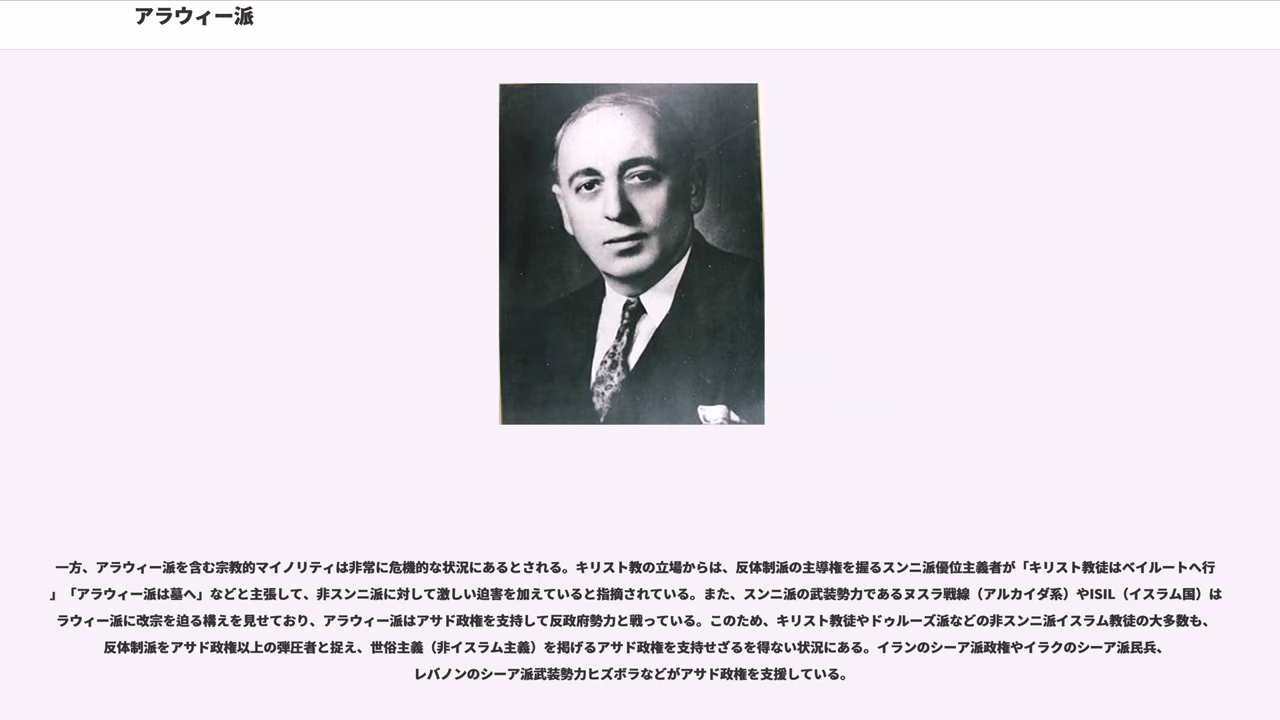 アラウィー派
一方、アラウィー派を含む宗教的マイノリティは非常に危機的な状況にあるとされる。キリスト教の立場からは、反体制派の主導権を握るスンニ派優位主義者が「キリスト教徒はベイルートへ行
」「アラウィー派は墓へ」などと主張して、非スンニ派に対して激しい迫害を加えていると指摘されている。また、スンニ派の武装勢力であるヌスラ戦線（アルカイダ系）やISIL（イスラム国）は
ラウィー派に改宗を迫る構えを見せており、アラウィー派はアサド政権を支持して反政府勢力と戦っている。このため、キリスト教徒やドゥルーズ派などの非スンニ派イスラム教徒の大多数も、
反体制派をアサド政権以上の弾圧者と捉え、世俗主義（非イスラム主義）を掲げるアサド政権を支持せざるを得ない状況にある。イランのシーア派政権やイラクのシーア派民兵、
レバノンのシーア派武装勢力ヒズボラなどがアサド政権を支援している。